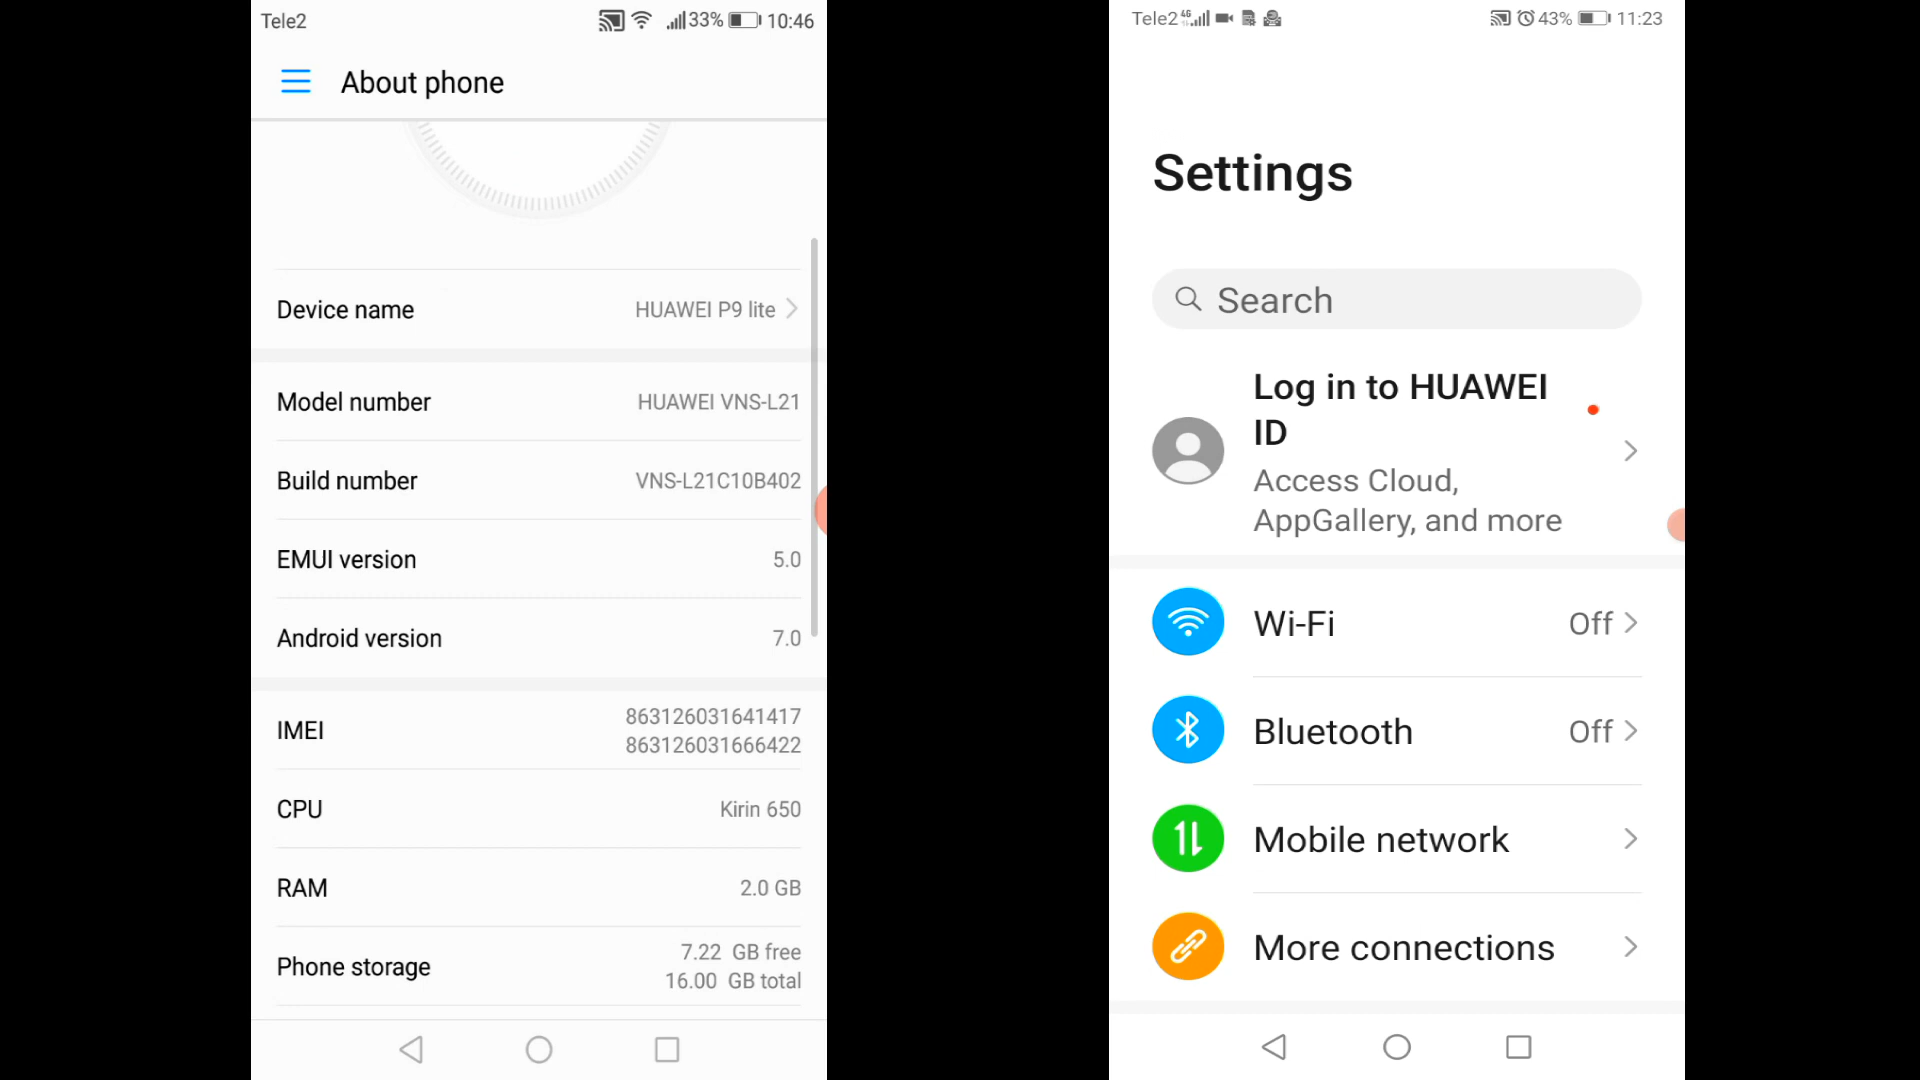 Tele2
33%
10:46
About phone
Device name
HUAWEI P9 lite
Model number
HUAWEI VNS-L21
Build number
VNS-L21C10B402
EMUI version
5.0
Android version
7.0
IMEI
863126031641417
863126031666422
CPU
Kirin 650
RAM
2.0 GB
Phone storage
7.22 GB free
16.00 GB total
Tele2 4G
43%
11:23
Settings
Search
Log in to HUAWEI
ID
Access Cloud,
AppGallery, and more
Wi-Fi
Off
Bluetooth
Off
Mobile network
More connections